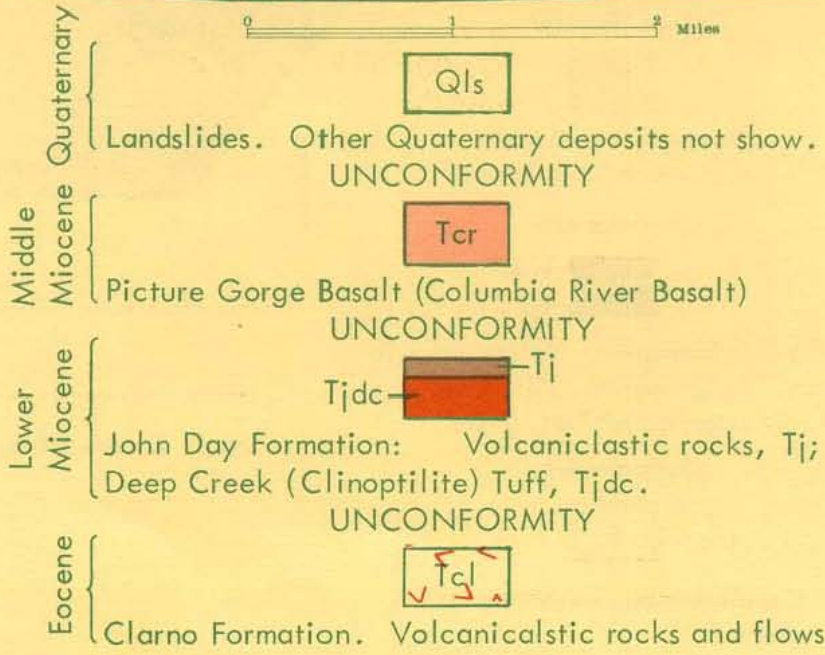 0 1 2 Miles
Quaternary
Qls
Landslides. Other Quaternary deposits not show.
UNCONFORMITY
Middle
Miocene
Tcr
Picture Gorge Basalt (Columbia River Basalt)
UNCONFORMITY
Lower
Miocene
Tj
Tjdc
John Day Formation: Volcaniclastic rocks, Tj;
Deep Creek (Clinoptilite) Tuff, Tjdc.
UNCONFORMITY
Eocene
Tcl
Clarno Formation. Volcanicalstic rocks and flows